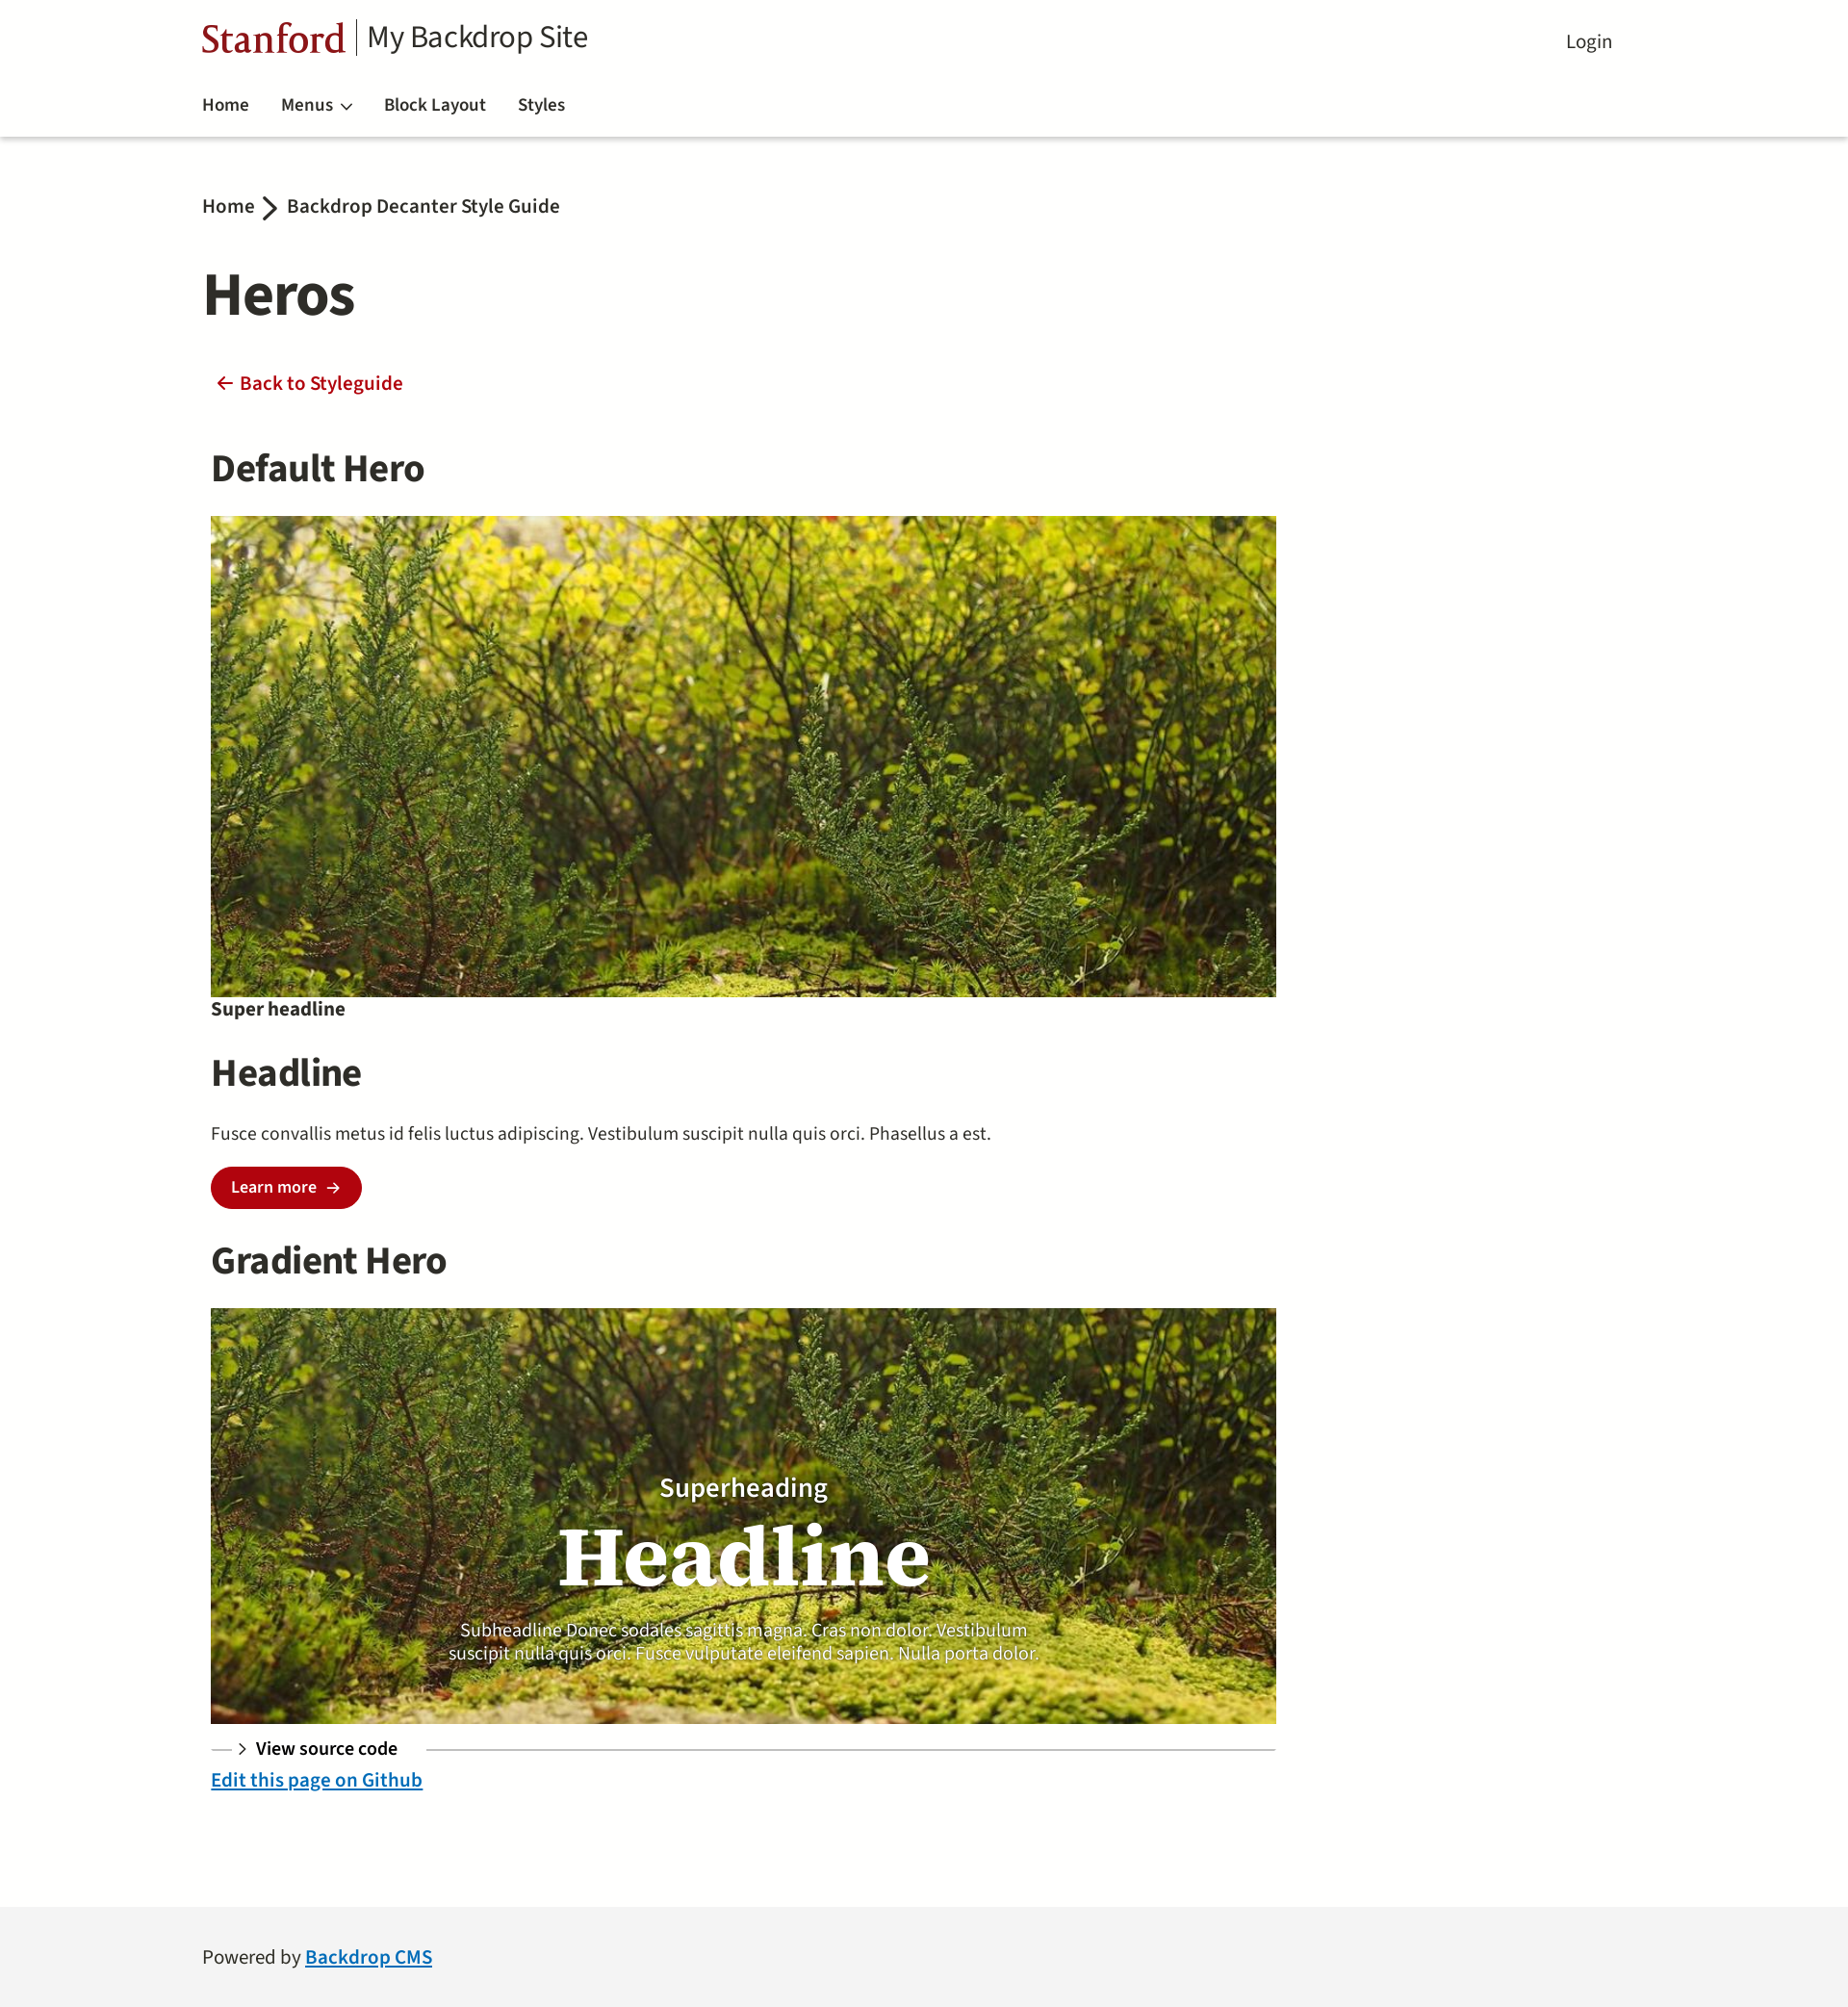 Stanford My Backdrop Site
Login
Home Menus Block Layout Styles
Home Backdrop Decanter Style Guide
Heros
Back to Styleguide
Default Hero
Super headline
Headline
Fusce convallis metus id felis luctus adipiscing. Vestibulum suscipit nulla quis orci. Phasellus a est.
Learn more
Gradient Hero
Superheading
Headline
Subheadline Donec sodales sagittis magna. Cras non dolor. Vestibulum
suscipit nulla quis orci. Fusce vulputate eleifend sapien. Nulla porta dolor.
View source code
Edit this page on Github
Powered by Backdrop CMS